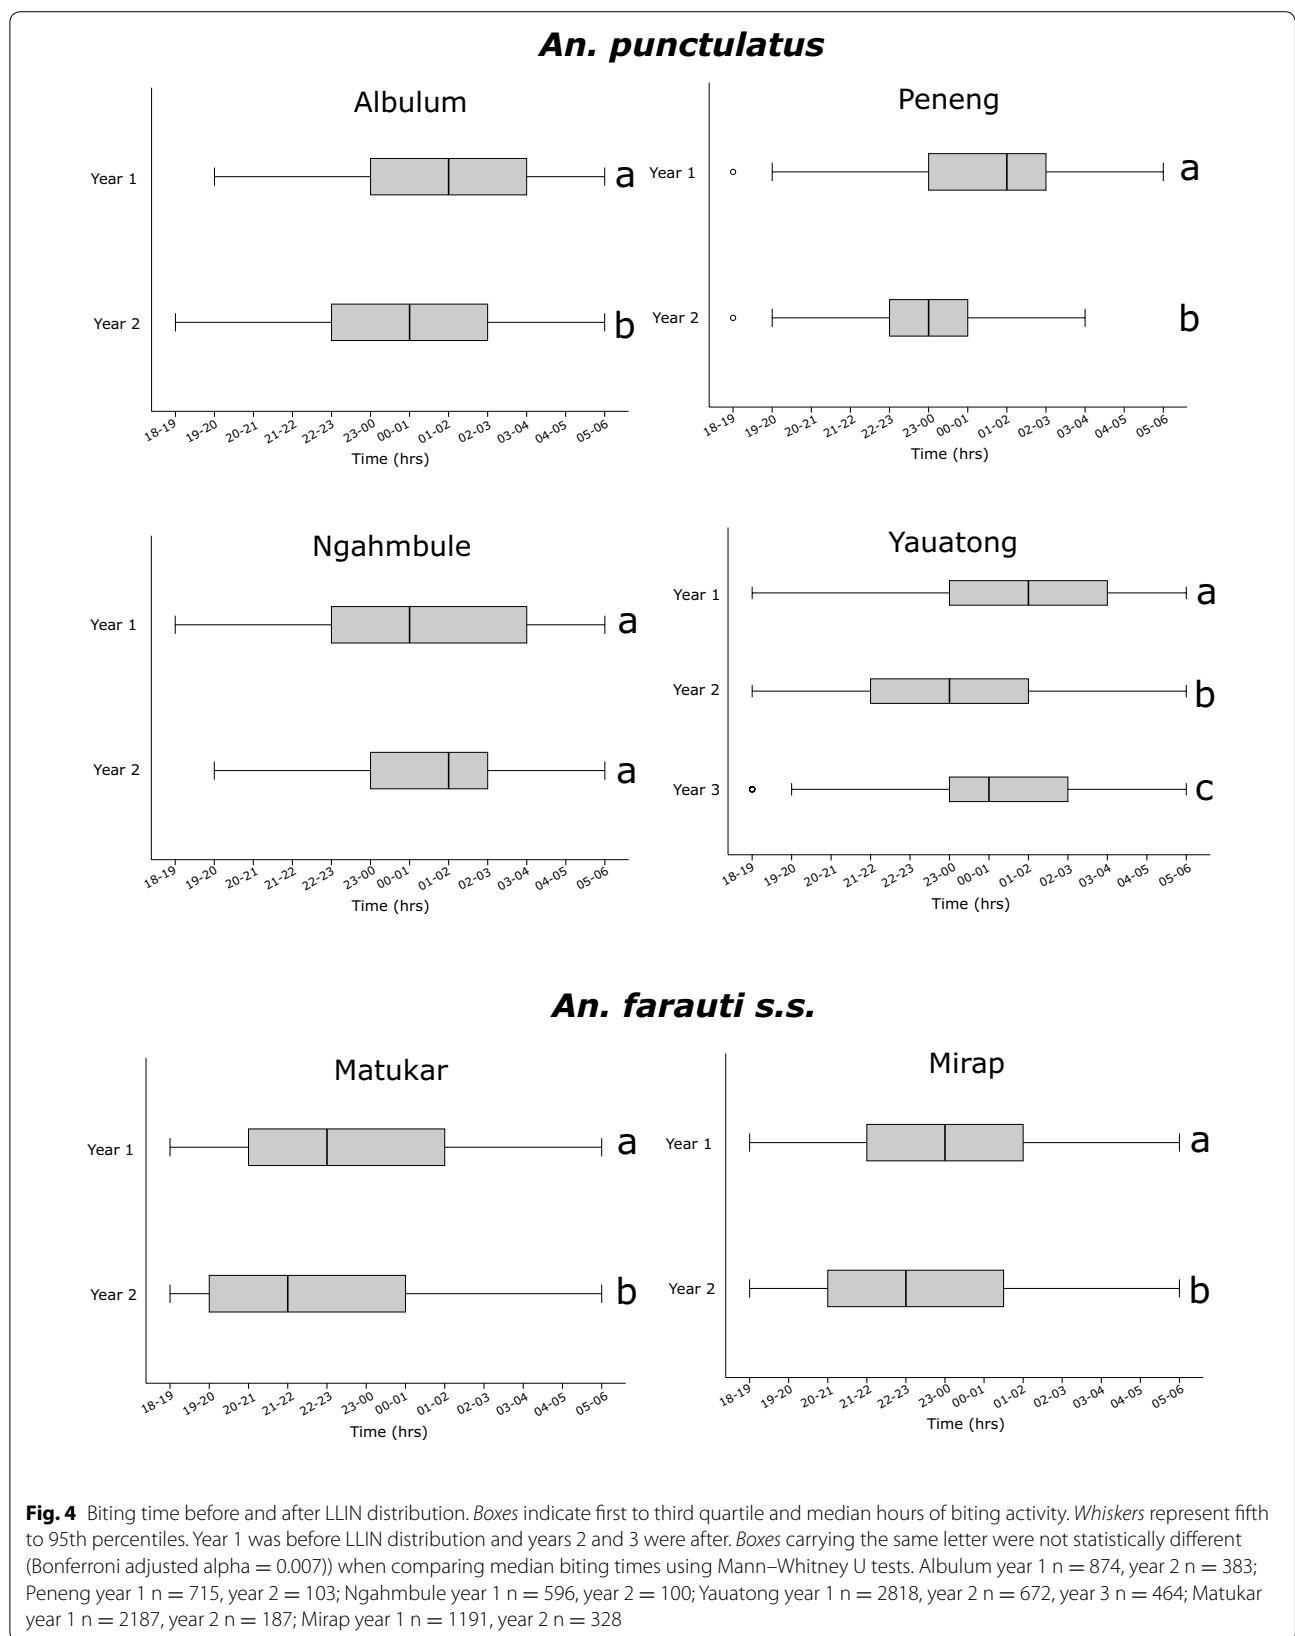 An. punctulatus
Albulum
Year 1
a
Year 2
b
18-19 19-20 20-21 21-22 22-23 23-00 00-01 01-02 02-03 03-04 04-05 05-06
Time (hrs)
Peneng
Year 1
a
Year 2
b
18-19 19-20 20-21 21-22 22-23 23-00 00-01 01-02 02-03 03-04 04-05 05-06
Time (hrs)
Ngahmbule
Year 1
a
Year 2
a
18-19 19-20 20-21 21-22 22-23 23-00 00-01 01-02 02-03 03-04 04-05 05-06
Time (hrs)
Yauatong
Year 1
a
Year 2
b
Year 3
c
18-19 19-20 20-21 21-22 22-23 23-00 00-01 01-02 02-03 03-04 04-05 05-06
Time (hrs)
An. farauti s.s.
Matukar
Year 1
a
Year 2
b
18-19 19-20 20-21 21-22 22-23 23-00 00-01 01-02 02-03 03-04 04-05 05-06
Time (hrs)
Mirap
Year 1
a
Year 2
b
18-19 19-20 20-21 21-22 22-23 23-00 00-01 01-02 02-03 03-04 04-05 05-06
Time (hrs)
Fig. 4 Biting time before and after LLIN distribution. Boxes indicate first to third quartile and median hours of biting activity. Whiskers represent fifth
to 95th percentiles. Year 1 was before LLIN distribution and years 2 and 3 were after. Boxes carrying the same letter were not statistically different
(Bonferroni adjusted alpha = 0.007)) when comparing median biting times using Mann–Whitney U tests. Albulum year 1 n = 874, year 2 n = 383;
Peneng year 1 n = 715, year 2 = 103; Ngahmbule year 1 n = 596, year 2 = 100; Yauatong year 1 n = 2818, year 2 n = 672, year 3 n = 464; Matukar
year 1 n = 2187, year 2 n = 187; Mirap year 1 n = 1191, year 2 n = 328